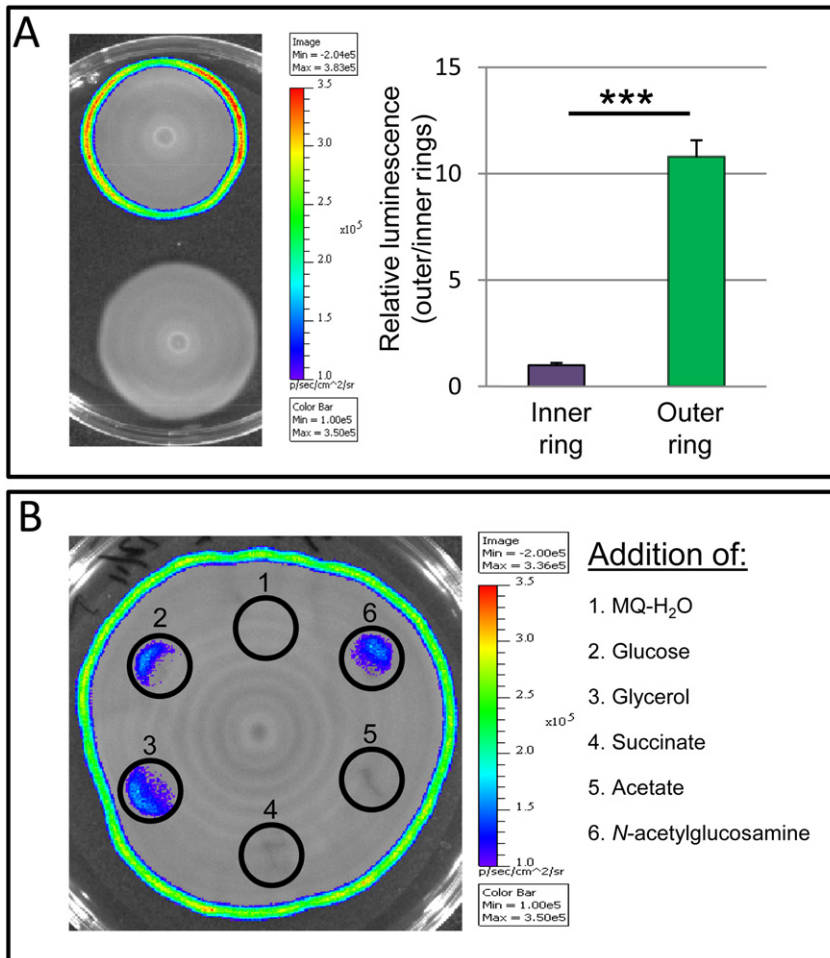 A
Image
Min = -2.04e5
Max = 3.83e5
3.5
3.0
2.5
x10⁵
2.0
1.5
1.0
p/sec/cm^2/sr
Color Bar
Min = 1.00e5
Max = 3.50e5
Relative luminescence
(outer/inner rings)
15
10
5
0
***
Inner
ring
Outer
ring
B
1
2
3
4
5
6
Image
Min = -2.00e5
Max = 3.36e5
3.5
3.0
2.5
x10⁵
2.0
1.5
1.0
p/sec/cm^2/sr
Color Bar
Min = 1.00e5
Max = 3.50e5
Addition of:
1. MQ-H₂O
2. Glucose
3. Glycerol
4. Succinate
5. Acetate
6. N-acetylglucosamine